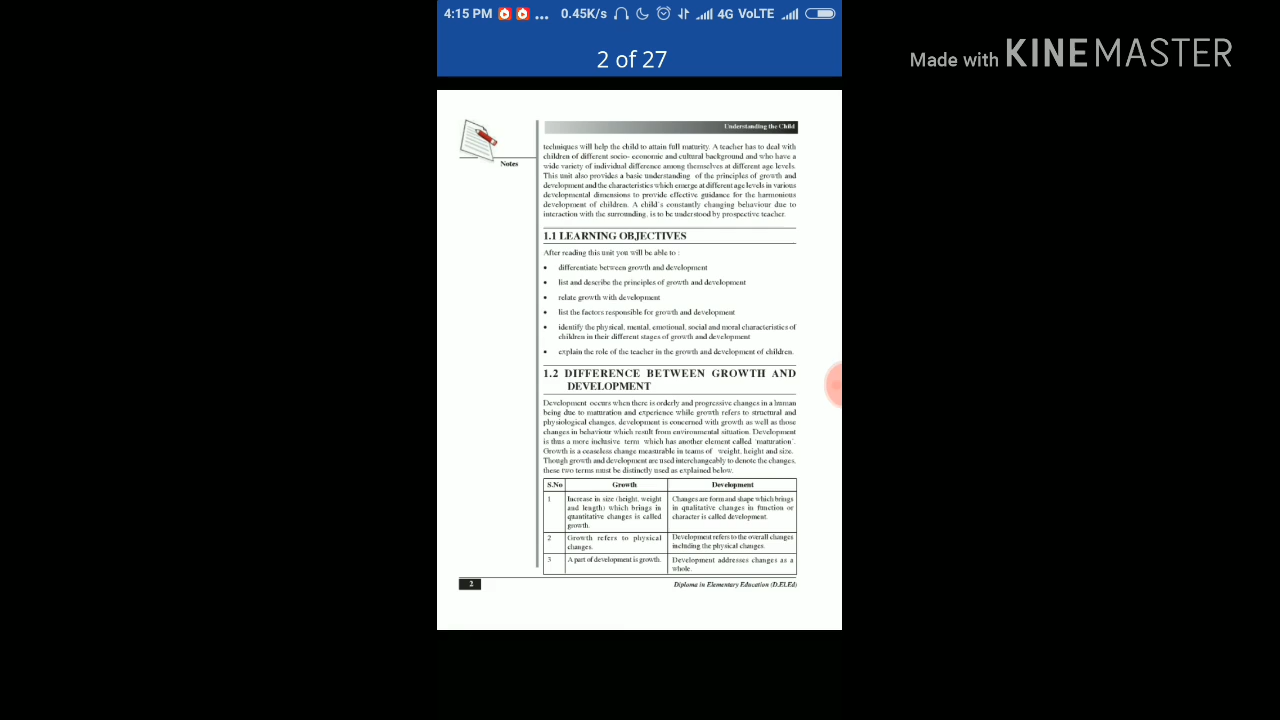 4:15 PM ... 0.45K/s 4G VoLTE
2 of 27
Made with KINEMASTER
Understanding the Child
Notes
techniques will help the child to attain full maturity. A teacher has to deal with
children of different socio- economic and cultural background and who have a
wide variety of individual difference among themselves at different age levels.
This unit also provides a basic understanding of the principles of growth and
development and the characteristics which emerge at different age levels in various
developmental dimensions to provide effective guidance for the harmonious
development of children. A child's constantly changing behaviour due to
interaction with the surrounding, is to be understood by prospective teacher.
1.1 LEARNING OBJECTIVES
After reading this unit you will be able to :
• differentiate between growth and development
• list and describe the principles of growth and development
• relate growth with development
• list the factors responsible for growth and development
• identify the physical, mental, emotional, social and moral characteristics of
children in their different stages of growth and development
• explain the role of the teacher in the growth and development of children.
1.2 DIFFERENCE BETWEEN GROWTH AND
DEVELOPMENT
Development occurs when there is orderly and progressive changes in a human
being due to maturation and experience while growth refers to structural and
physiological changes, development is concerned with growth as well as those
changes in behaviour which result from environmental situation. Development
is thus a more inclusive term which has another element called 'maturation'.
Growth is a ceaseless change measurable in teams of weight, height and size.
Though growth and development are used interchangeably to denote the changes,
these two terms must be distinctly used as explained below.
S.No Growth Development
1 Increase in size (height, weight Changes are form and shape which brings
and length) which brings in in qualitative changes in function or
quantitative changes is called character is called development.
growth.
2 Growth refers to physical Development refers to the overall changes
changes. including the physical changes.
3 A part of development is growth. Development addresses changes as a
whole.
2 Diploma in Elementary Education (D.El.Ed)